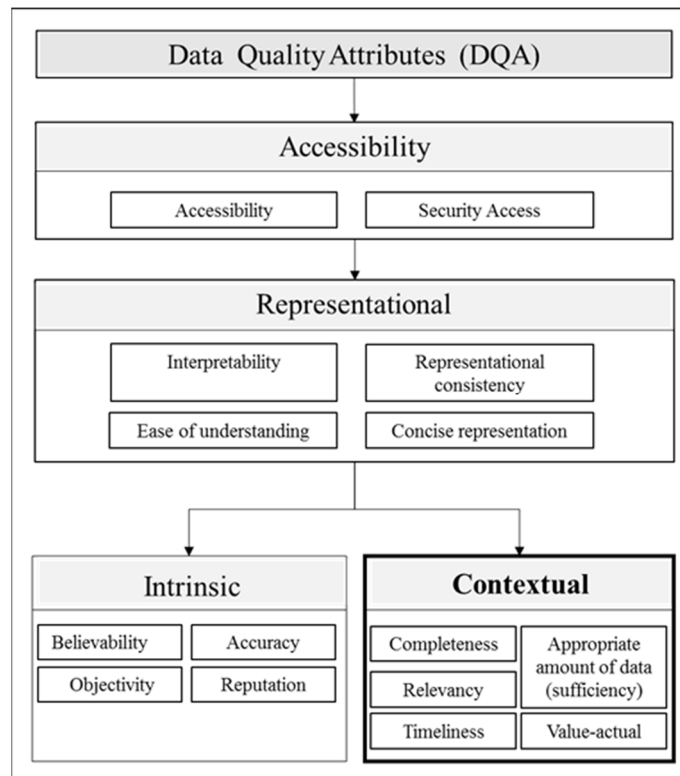 Data Quality Attributes (DQA)
Accessibility
Accessibility
Security Access
Representational
Interpretability
Representational
consistency
Ease of understanding
Concise representation
Intrinsic
Believability
Accuracy
Objectivity
Reputation
Contextual
Completeness
Appropriate
amount of data
(sufficiency)
Relevancy
Timeliness
Value-actual